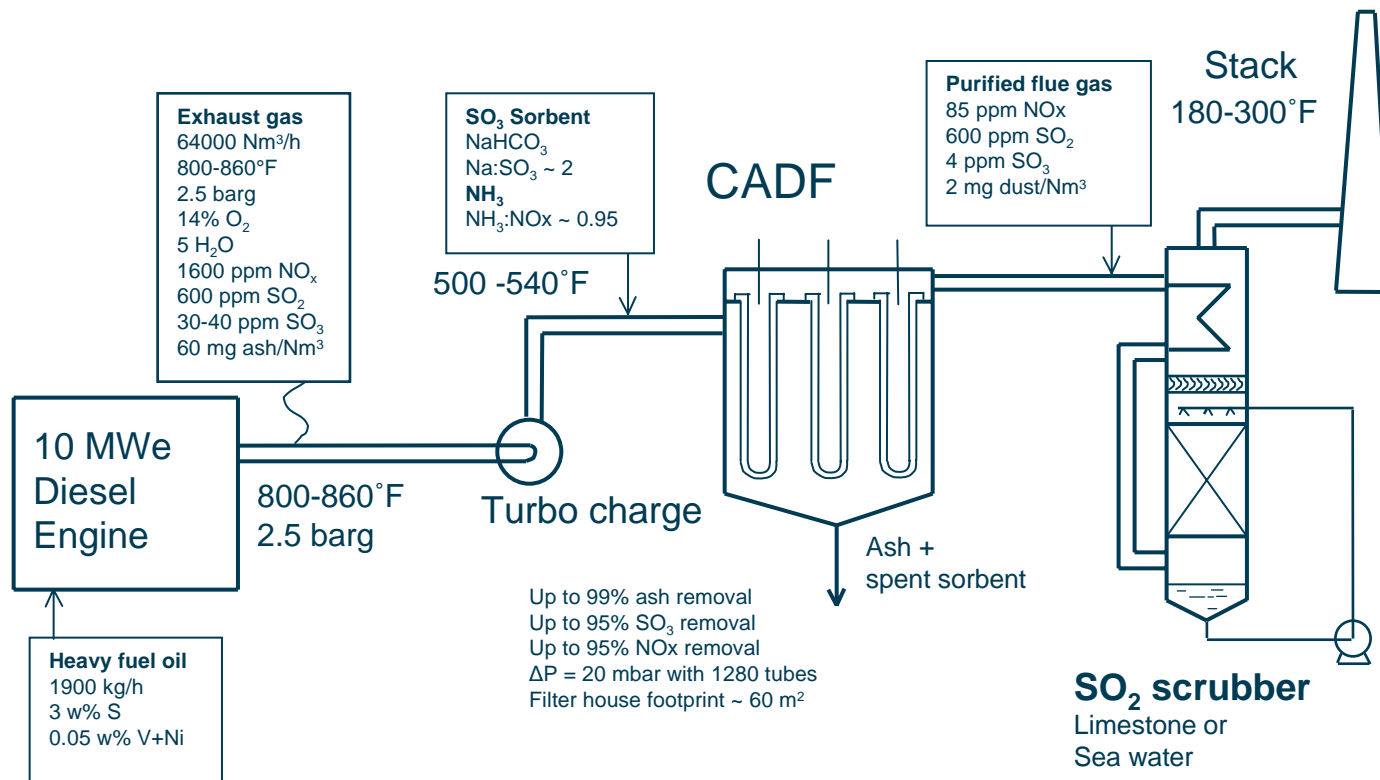 Exhaust gas
64000 Nm³/h
800-860°F
2.5 barg
14% O₂
5 H₂O
1600 ppm NOₓ
600 ppm SO₂
30-40 ppm SO₃
60 mg ash/Nm³
SO₃ Sorbent
NaHCO₃
Na:SO₃ ~ 2
NH₃
NH₃:NOx ~ 0.95
Purified flue gas
85 ppm NOx
600 ppm SO₂
4 ppm SO₃
2 mg dust/Nm³
Stack
180-300˚F
CADF
500 -540˚F
10 MWe
Diesel
Engine
800-860˚F
2.5 barg
Turbo charge
Ash +
spent sorbent
Heavy fuel oil
1900 kg/h
3 w% S
0.05 w% V+Ni
Up to 99% ash removal
Up to 95% SO₃ removal
Up to 95% NOx removal
ΔP = 20 mbar with 1280 tubes
Filter house footprint ~ 60 m²
SO₂ scrubber
Limestone or
Sea water